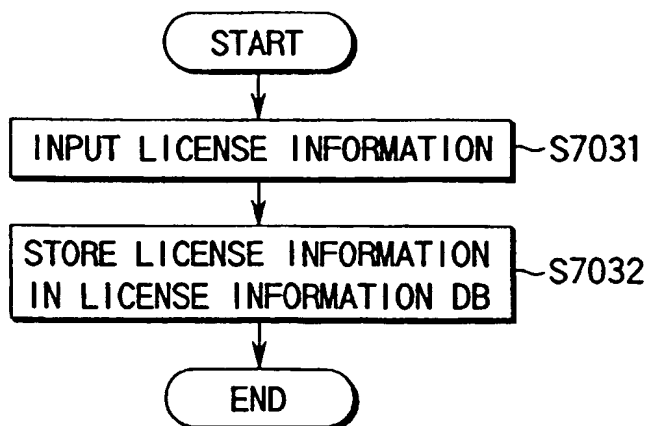 START
INPUT LICENSE INFORMATION
S7031
STORE LICENSE INFORMATION
IN LICENSE INFORMATION DB
S7032
END